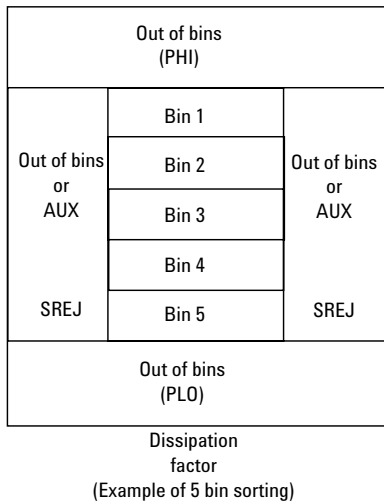 Out of bins
(PHI)
Bin 1
Out of bins
or
AUX
Bin 2
Out of bins
or
AUX
Bin 3
Bin 4
SREJ
Bin 5
SREJ
Out of bins
(PLO)
Dissipation
factor
(Example of 5 bin sorting)